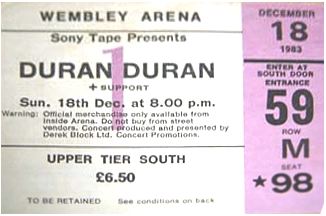 WEMBLEY ARENA
Sony Tape Presents
DURAN DURAN
+ SUPPORT
Sun. 18th Dec. at 8.00 p.m.
Warning: Official merchandise only available from
inside Arena. Do not buy from street
vendors. Concert produced and presented by
Derek Block Ltd. Concert Promotions.
1
UPPER TIER SOUTH
£6.50
TO BE RETAINED See conditions on back
DECEMBER
18
1983
ENTER AT
SOUTH DOOR
ENTRANCE
59
ROW
M
SEAT
★98